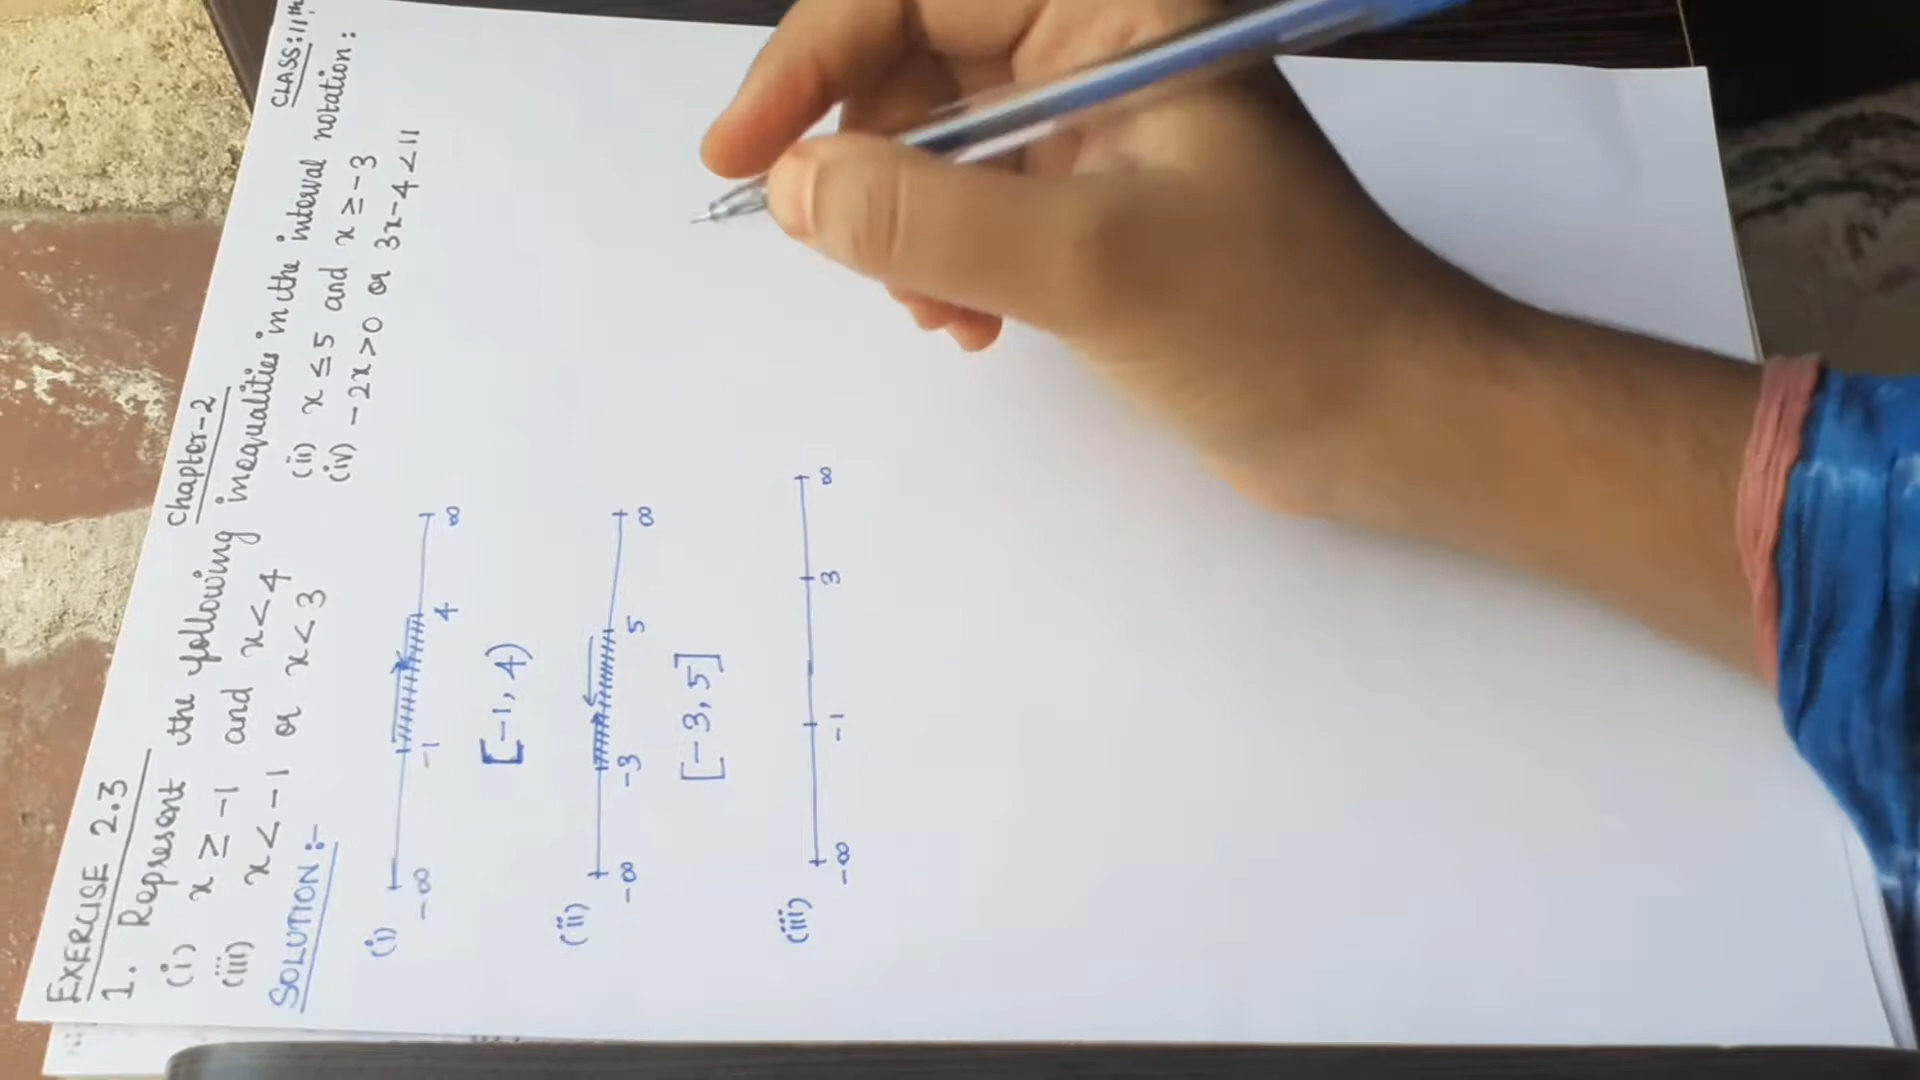 CLASS:11th
Chapter-2
EXERCISE 2.3
1. Represent the following inequalities in the interval notation:
(i) x ≥ -1 and x < 4 (ii) x ≤ 5 and x ≥ -3
(iii) x < -1 or x < 3 (iv) -2x > 0 or 3x-4 < 11
SOLUTION:-
(i)
-∞ -1 4 ∞
[-1, 4)
(ii)
-∞ -3 5 ∞
[-3, 5]
(iii)
-∞ -1 3 ∞